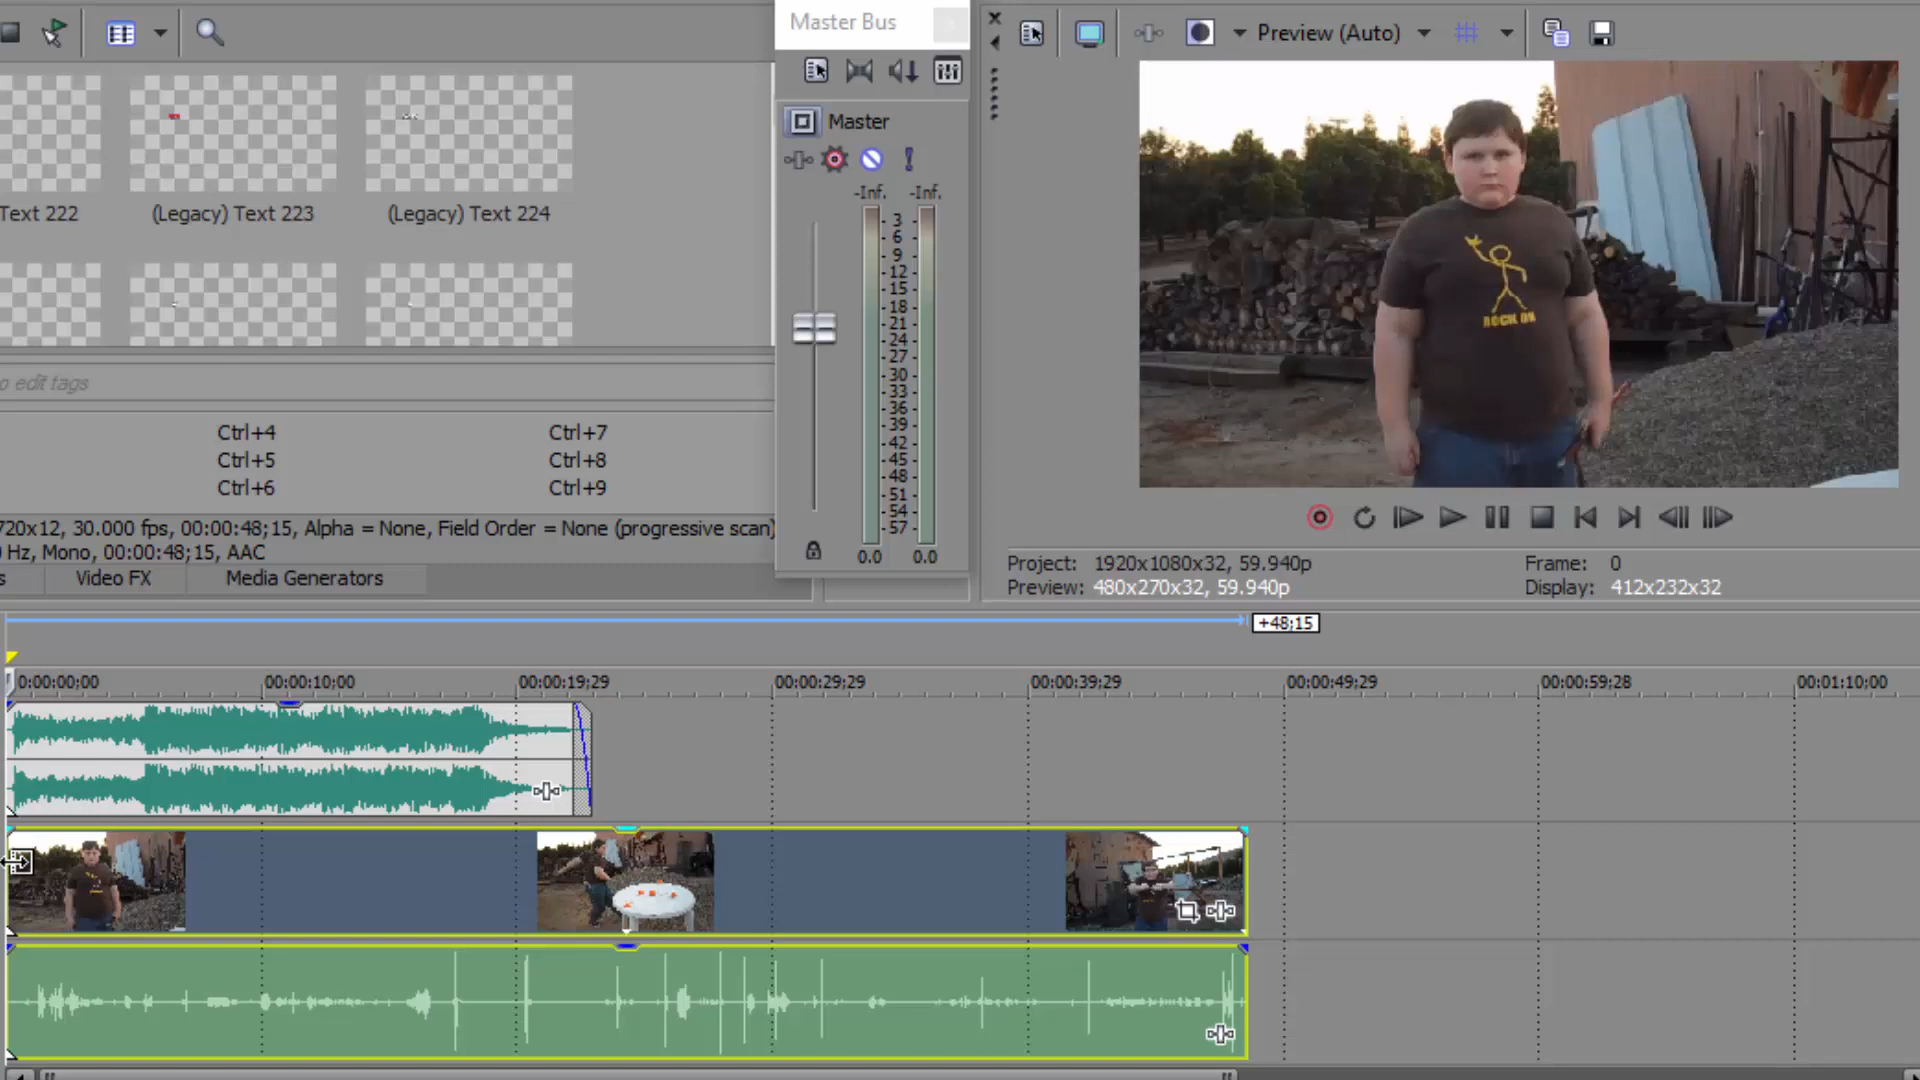 Master Bus
Preview (Auto)
Master
-Inf. -Inf.
3
6
9
12
15
18
21
24
27
30
33
36
39
42
45
48
51
54
57
0.0 0.0
Text 222
(Legacy) Text 223
(Legacy) Text 224
o edit tags
Ctrl+4 Ctrl+7
Ctrl+5 Ctrl+8
Ctrl+6 Ctrl+9
720x12, 30.000 fps, 00:00:48;15, Alpha = None, Field Order = None (progressive scan)
Hz, Mono, 00:00:48;15, AAC
s Video FX Media Generators
ROCK ON
Project: 1920x1080x32, 59.940p Frame: 0
Preview: 480x270x32, 59.940p Display: 412x232x32
+48;15
0:00:00;00 00:00:10;00 00:00:19;29 00:00:29;29 00:00:39;29 00:00:49;29 00:00:59;28 00:01:10;00